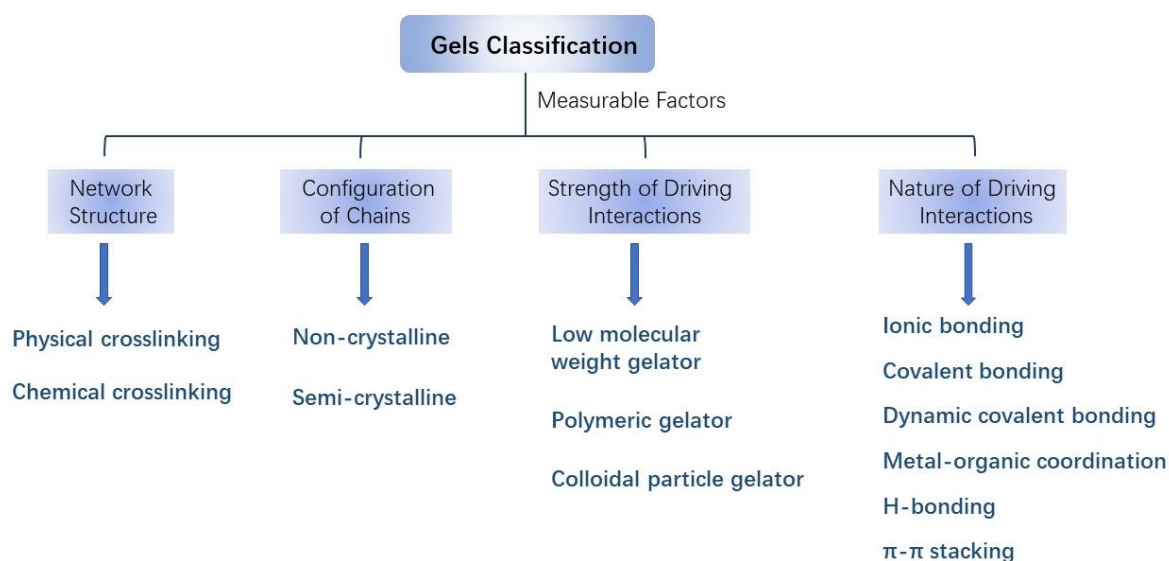 Gels Classification
Measurable Factors
Network
Structure
Configuration
of Chains
Strength of Driving
Interactions
Nature of Driving
Interactions
Physical crosslinking
Chemical crosslinking
Non-crystalline
Semi-crystalline
Low molecular
weight gelator
Polymeric gelator
Colloidal particle gelator
Ionic bonding
Covalent bonding
Dynamic covalent bonding
Metal-organic coordination
H-bonding
π-π stacking